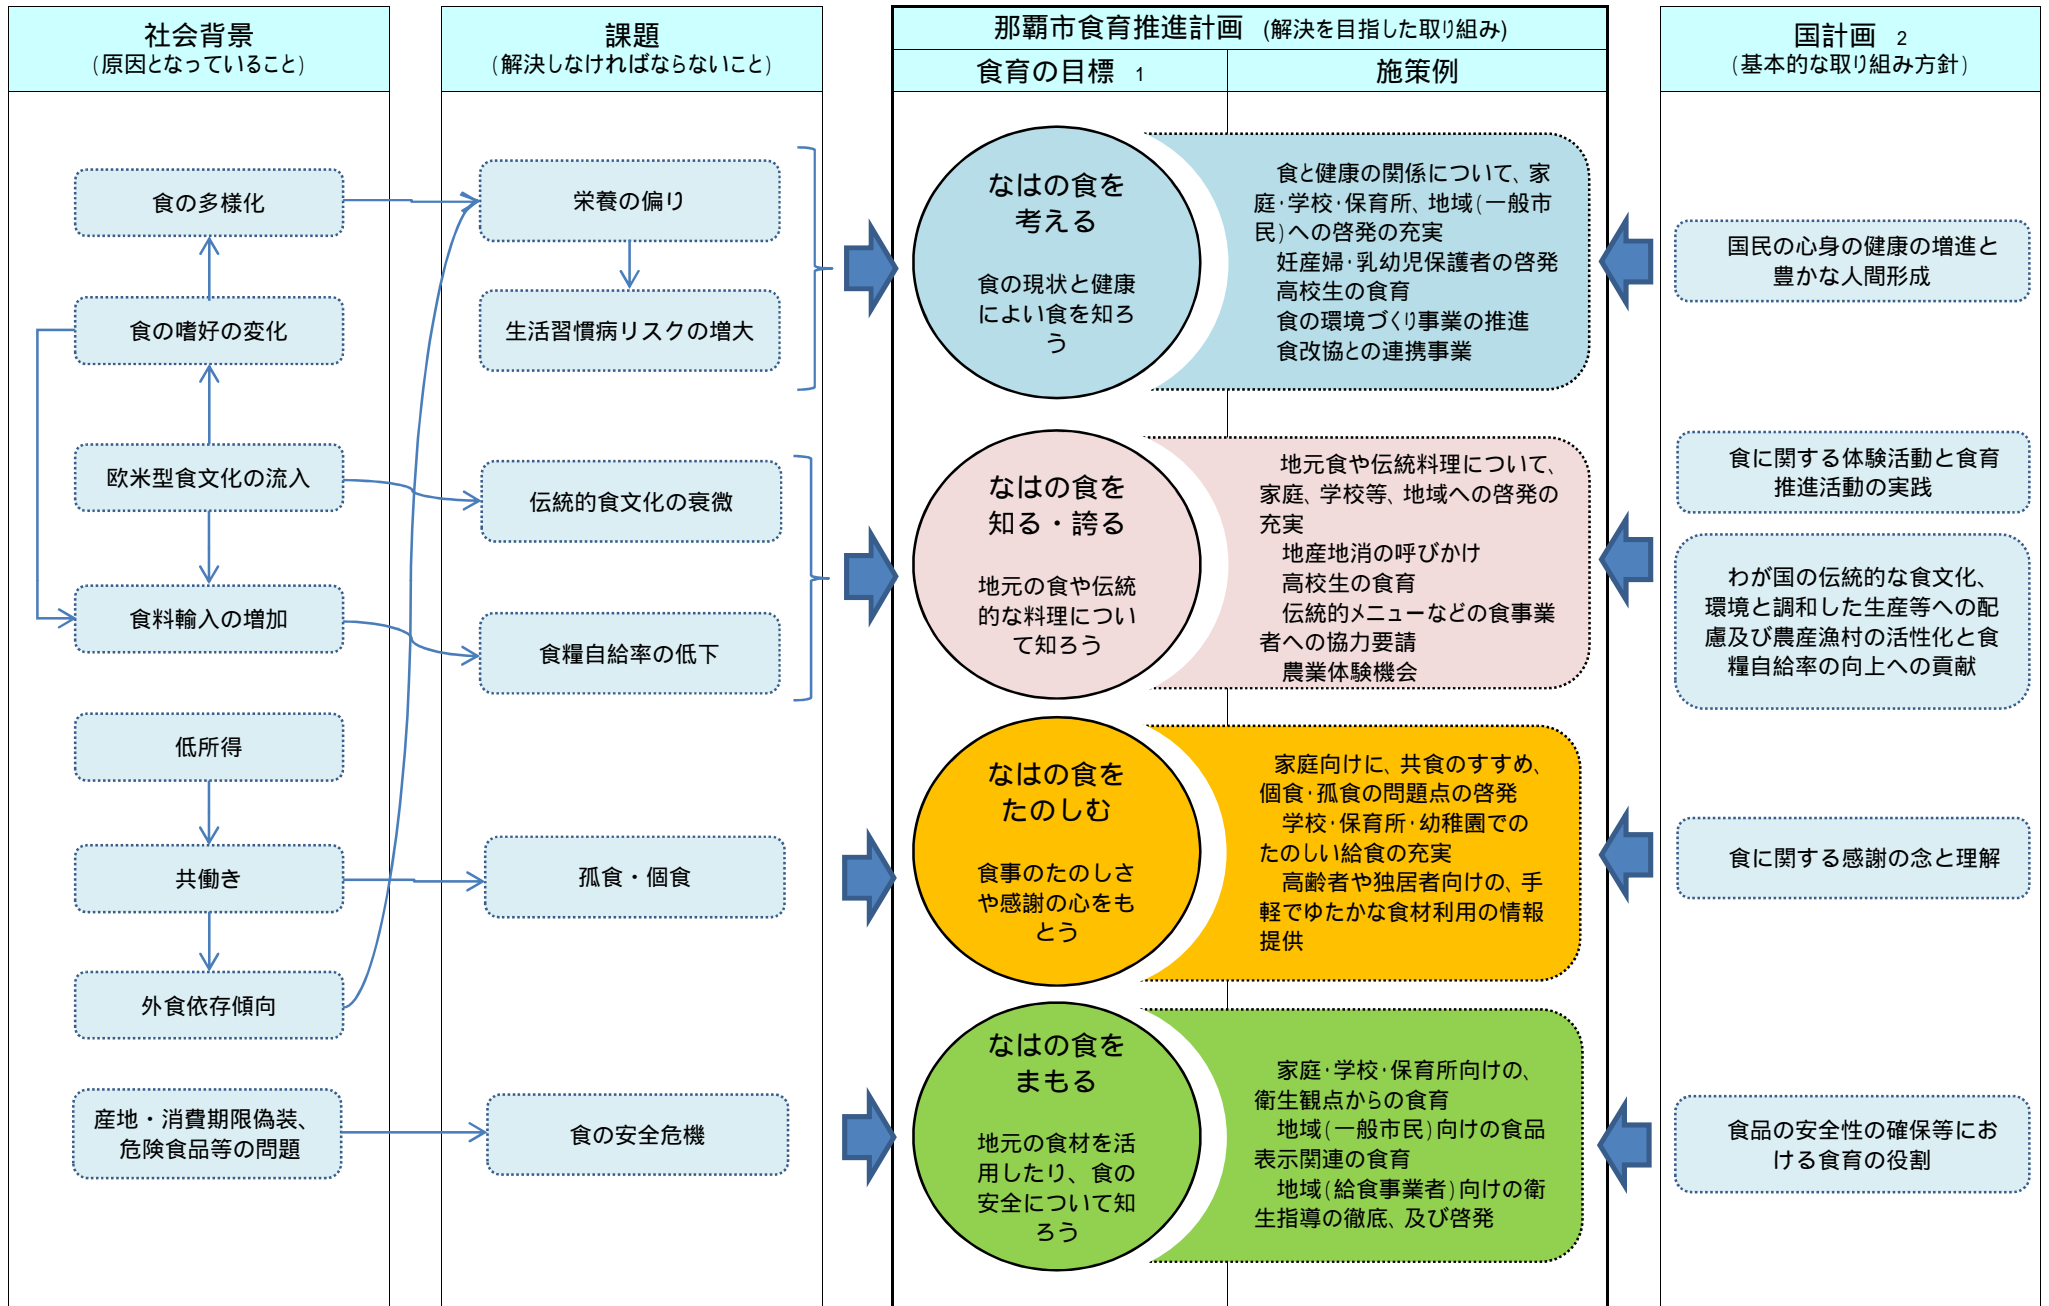 社会背景
(原因となっていること)
食の多様化
食の嗜好の変化
欧米型食文化の流入
食料輸入の増加
低所得
共働き
外食依存傾向
産地・消費期限偽装、
危険食品等の問題
課題
(解決しなければならないこと)
栄養の偏り
生活習慣病リスクの増大
伝統的食文化の衰微
食糧自給率の低下
孤食・個食
食の安全危機
那覇市食育推進計画 (解決を目指した取り組み)
食育の目標 1
施策例
なはの食を
考える
食の現状と健康
によい食を知ろ
う
食と健康の関係について、家
庭・学校・保育所、地域(一般市
民)への啓発の充実
妊産婦・乳幼児保護者の啓発
高校生の食育
食の環境づくり事業の推進
食改協との連携事業
なはの食を
知る・誇る
地元の食や伝統
的な料理につい
て知ろう
地元食や伝統料理について、
家庭、学校等、地域への啓発の
充実
地産地消の呼びかけ
高校生の食育
伝統的メニューなどの食事業
者への協力要請
農業体験機会
なはの食を
たのしむ
食事のたのしさ
や感謝の心をも
とう
家庭向けに、共食のすすめ、
個食・孤食の問題点の啓発
学校・保育所・幼稚園での
たのしい給食の充実
高齢者や独居者向けの、手
軽でゆたかな食材利用の情報
提供
なはの食を
まもる
地元の食材を活
用したり、食の
安全について知
ろう
家庭・学校・保育所向けの、
衛生観点からの食育
地域(一般市民)向けの食品
表示関連の食育
地域(給食事業者)向けの衛
生指導の徹底、及び啓発
国計画 2
(基本的な取り組み方針)
国民の心身の健康の増進と
豊かな人間形成
食に関する体験活動と食育
推進活動の実践
わが国の伝統的な食文化、
環境と調和した生産等への配
慮及び農産漁村の活性化と食
糧自給率の向上への貢献
食に関する感謝の念と理解
食品の安全性の確保等にお
ける食育の役割